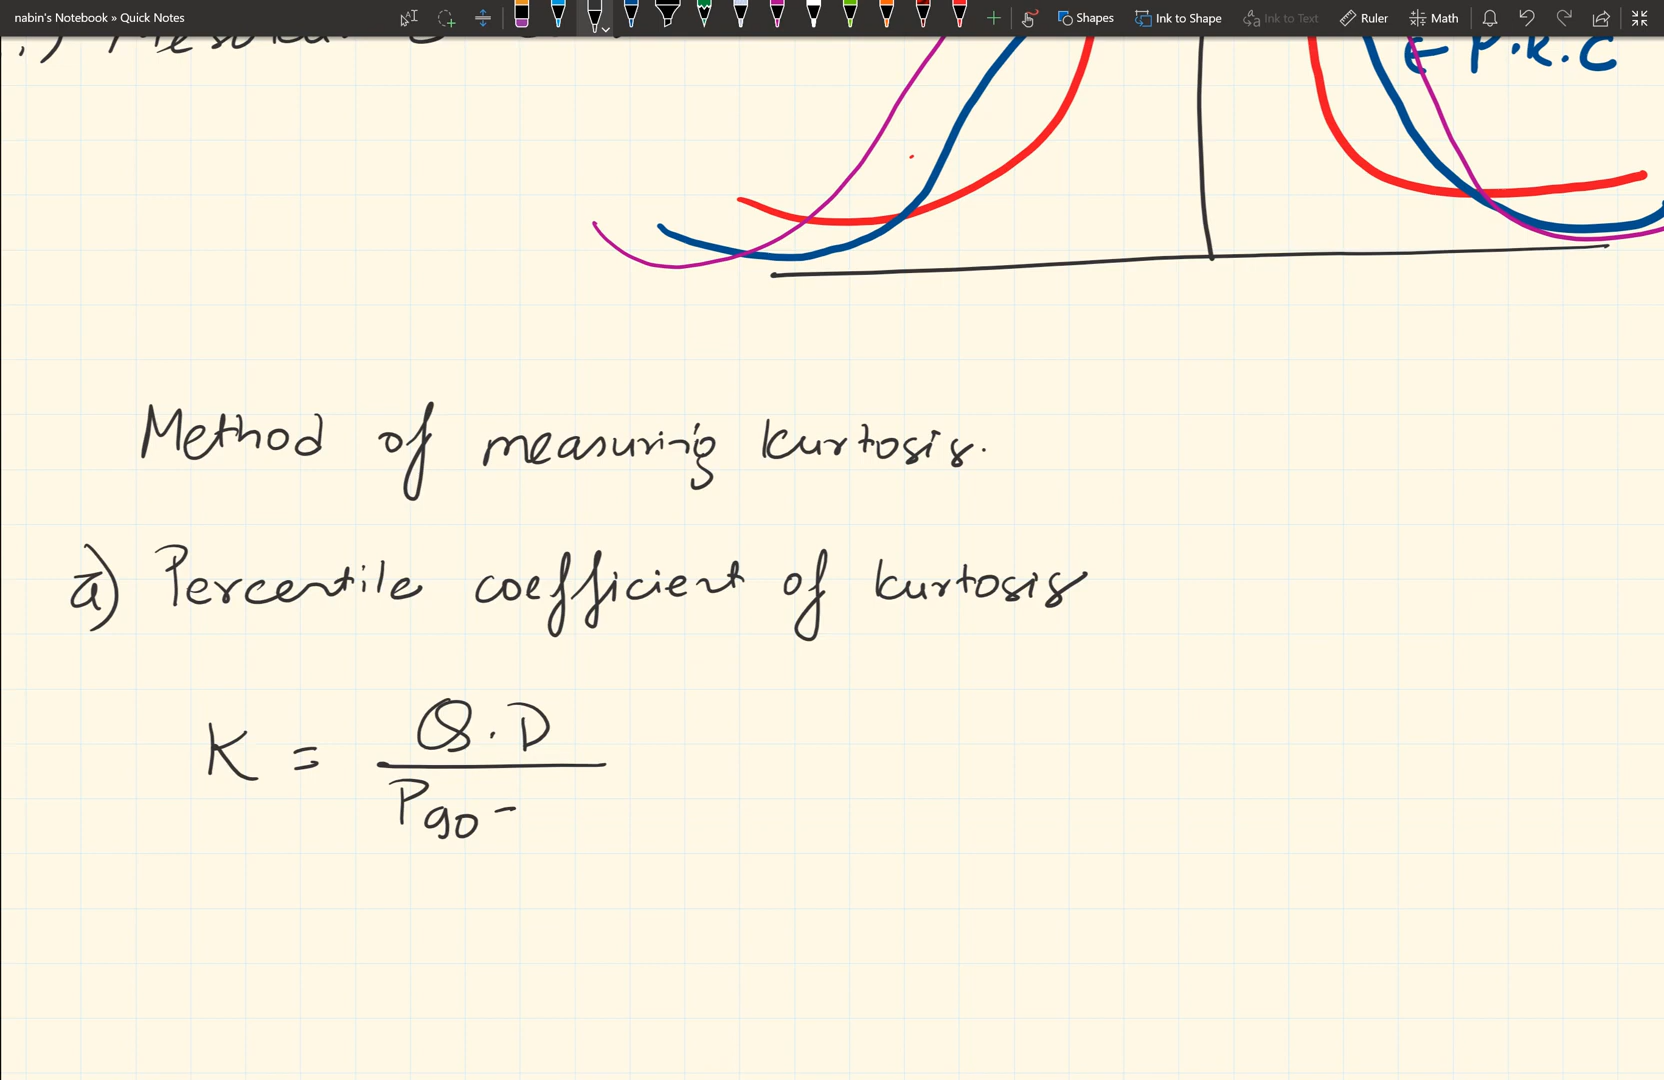 nabin's Notebook » Quick Notes
Shapes
Ink to Shape
Ink to Text
Ruler
Math
← P.K.C
Method of measuring kurtosis.
a) Percentile coefficient of kurtosis
K = Q.D
P90 -